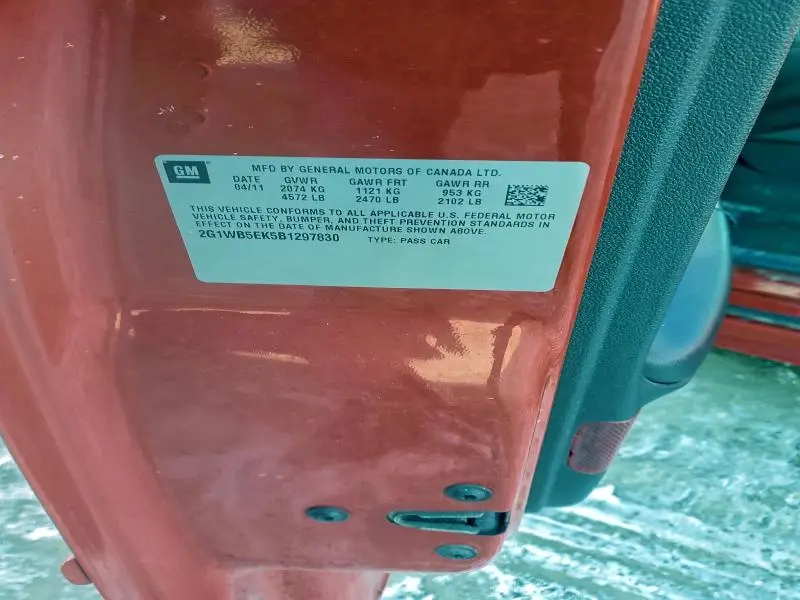 GM
MFD BY GENERAL MOTORS OF CANADA LTD.
DATE GVWR GAWR FRT GAWR RR
04/11 2074 KG 1121 KG 953 KG
4572 LB 2470 LB 2102 LB
THIS VEHICLE CONFORMS TO ALL APPLICABLE U.S. FEDERAL MOTOR
VEHICLE SAFETY, BUMPER, AND THEFT PREVENTION STANDARDS IN
EFFECT ON THE DATE OF MANUFACTURE SHOWN ABOVE.
2G1WB5EK5B1297830 TYPE: PASS CAR